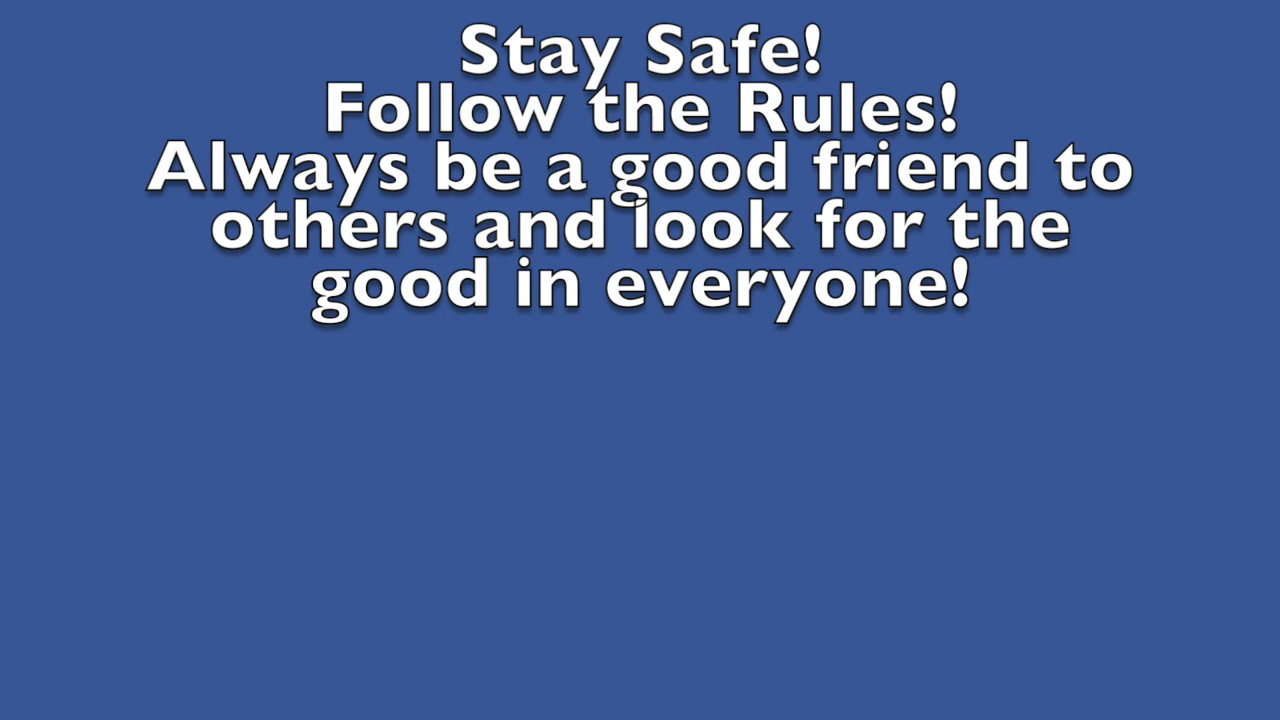 Stay Safe!
Follow the Rules!
Always be a good friend to
others and look for the
good in everyone!